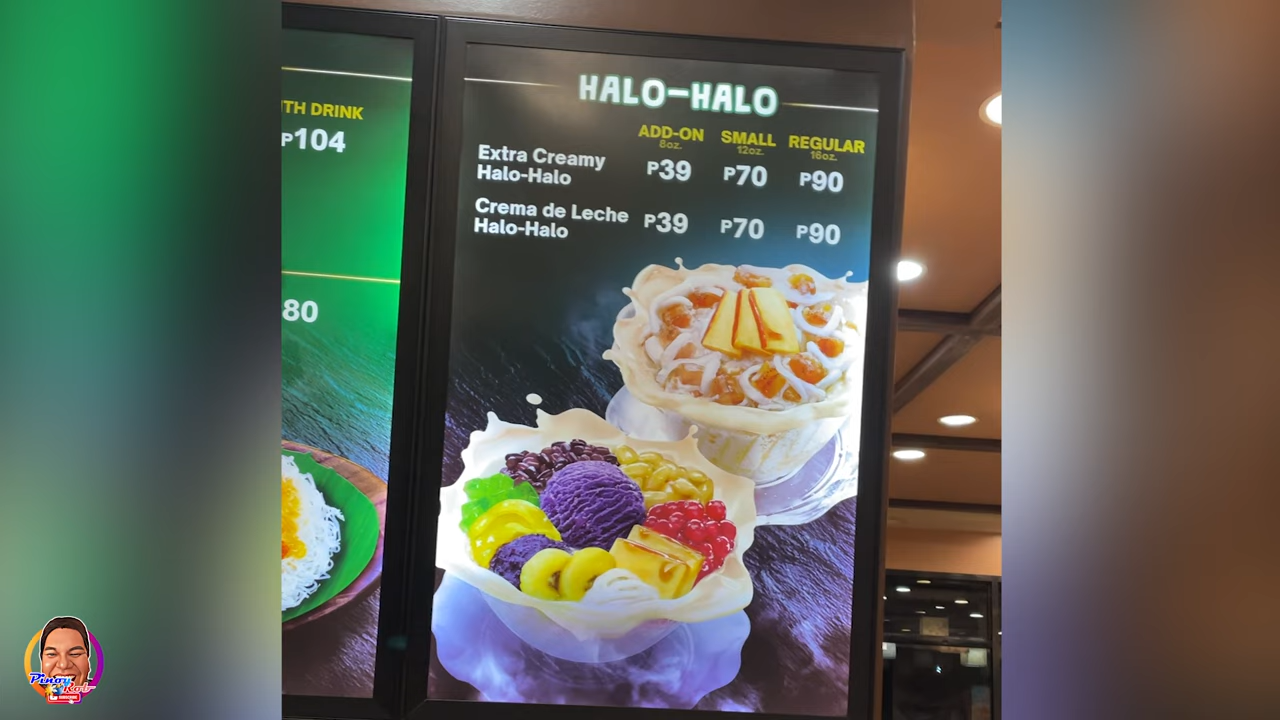 TH DRINK
P104
80
HALO-HALO
ADD-ON SMALL REGULAR
8oz. 12oz. 16oz.
Extra Creamy
Halo-Halo P39 P70 P90
Crema de Leche
Halo-Halo P39 P70 P90
Pinoy
Rob
SUBSCRIBE